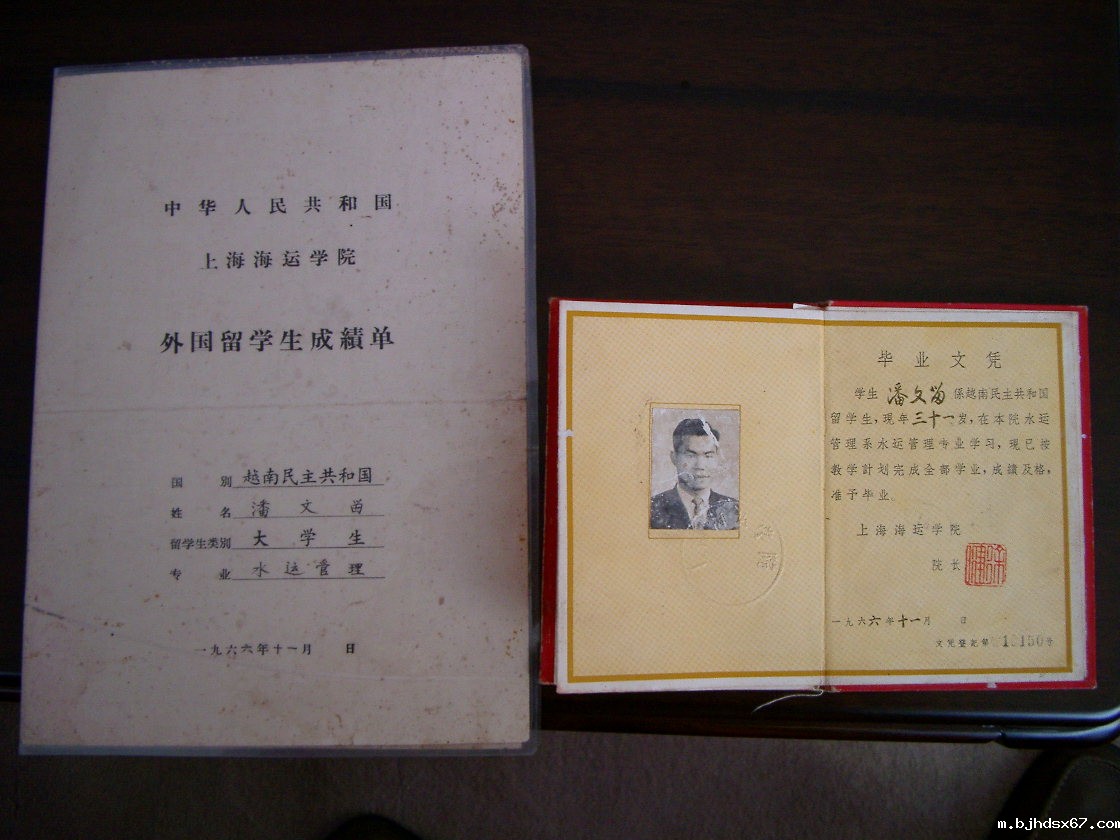 中华人民共和国
上海海运学院
外国留学生成績单
国别 越南民主共和国
姓名 潘文苗
留学生类别 大学生
专业 水运管理
一九六六年十一月 日
毕业文凭
学生 潘文苗 係越南民主共和国
留学生，现年三十一岁，在本院水运
管理系水运管理专业学习，现已按
教学計划完成全部学业，成績及格，
准予毕业。
上海海运学院
院长
一九六六年十一月 日
文凭登記第 号
m.bjhdsx67.com